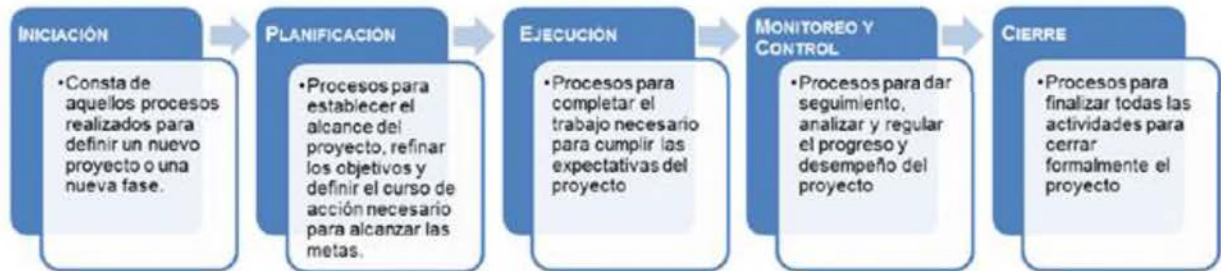 INICIACIÓN
•Consta de
aquellos procesos
realizados para
definir un nuevo
proyecto o una
nueva fase.
PLANIFICACIÓN
•Procesos para
establecer el
alcance del
proyecto, refinar
los objetivos y
definir el curso de
acción necesario
para alcanzar las
metas.
EJECUCIÓN
•Procesos para
completar el
trabajo necesario
para cumplir las
expectativas del
proyecto
MONITOREO Y
CONTROL
•Procesos para dar
seguimiento,
analizar y regular
el progreso y
desempeño del
proyecto
CIERRE
•Procesos para
finalizar todas las
actividades para
cerrar
formalmente el
proyecto